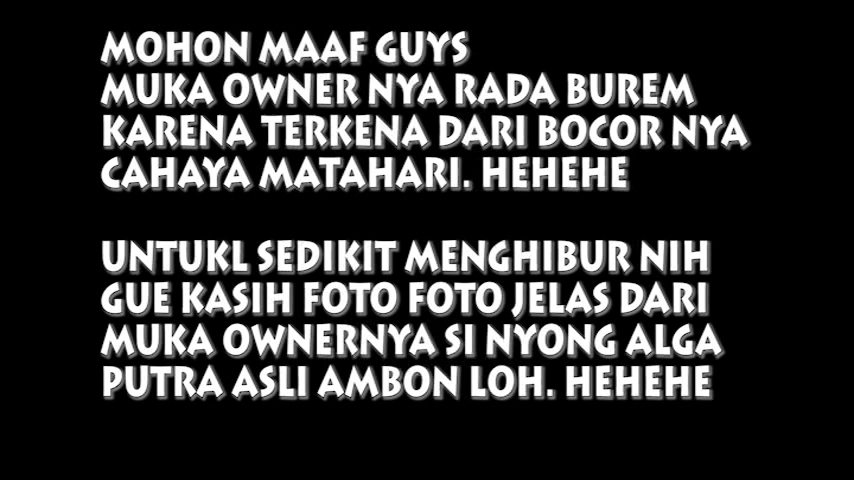 MOHON MAAF GUYS
MUKA OWNER NYA RADA BUREM
KARENA TERKENA DARI BOCOR NYA
CAHAYA MATAHARI. HEHEHE
UNTUKL SEDIKIT MENGHIBUR NIH
GUE KASIH FOTO FOTO JELAS DARI
MUKA OWNERNYA SI NYONG ALGA
PUTRA ASLI AMBON LOH. HEHEHE